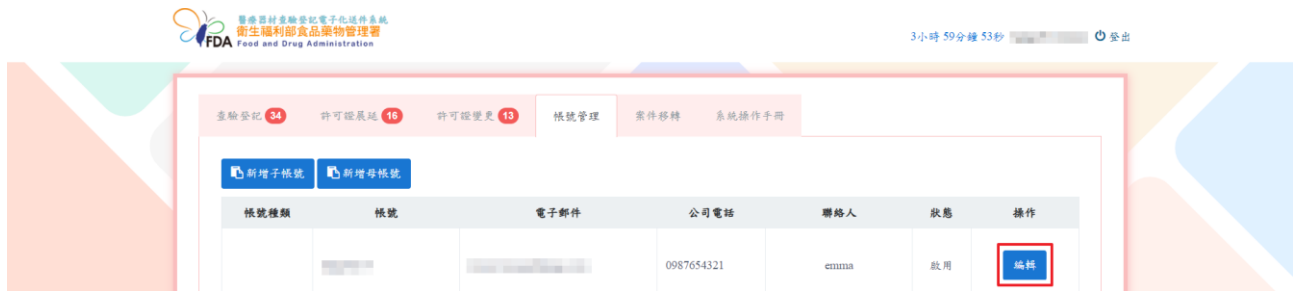 醫療器材查驗登記電子化送件系統
衛生福利部食品藥物管理署
FDA Food and Drug Administration
3小時 59分鐘 53秒 登出
查驗登記 34 許可證展延 16 許可證變更 13 帳號管理 案件移轉 系統操作手冊
新增子帳號 新增母帳號
帳號種類 帳號 電子郵件 公司電話 聯絡人 狀態 操作
0987654321 emma 啟用 編輯